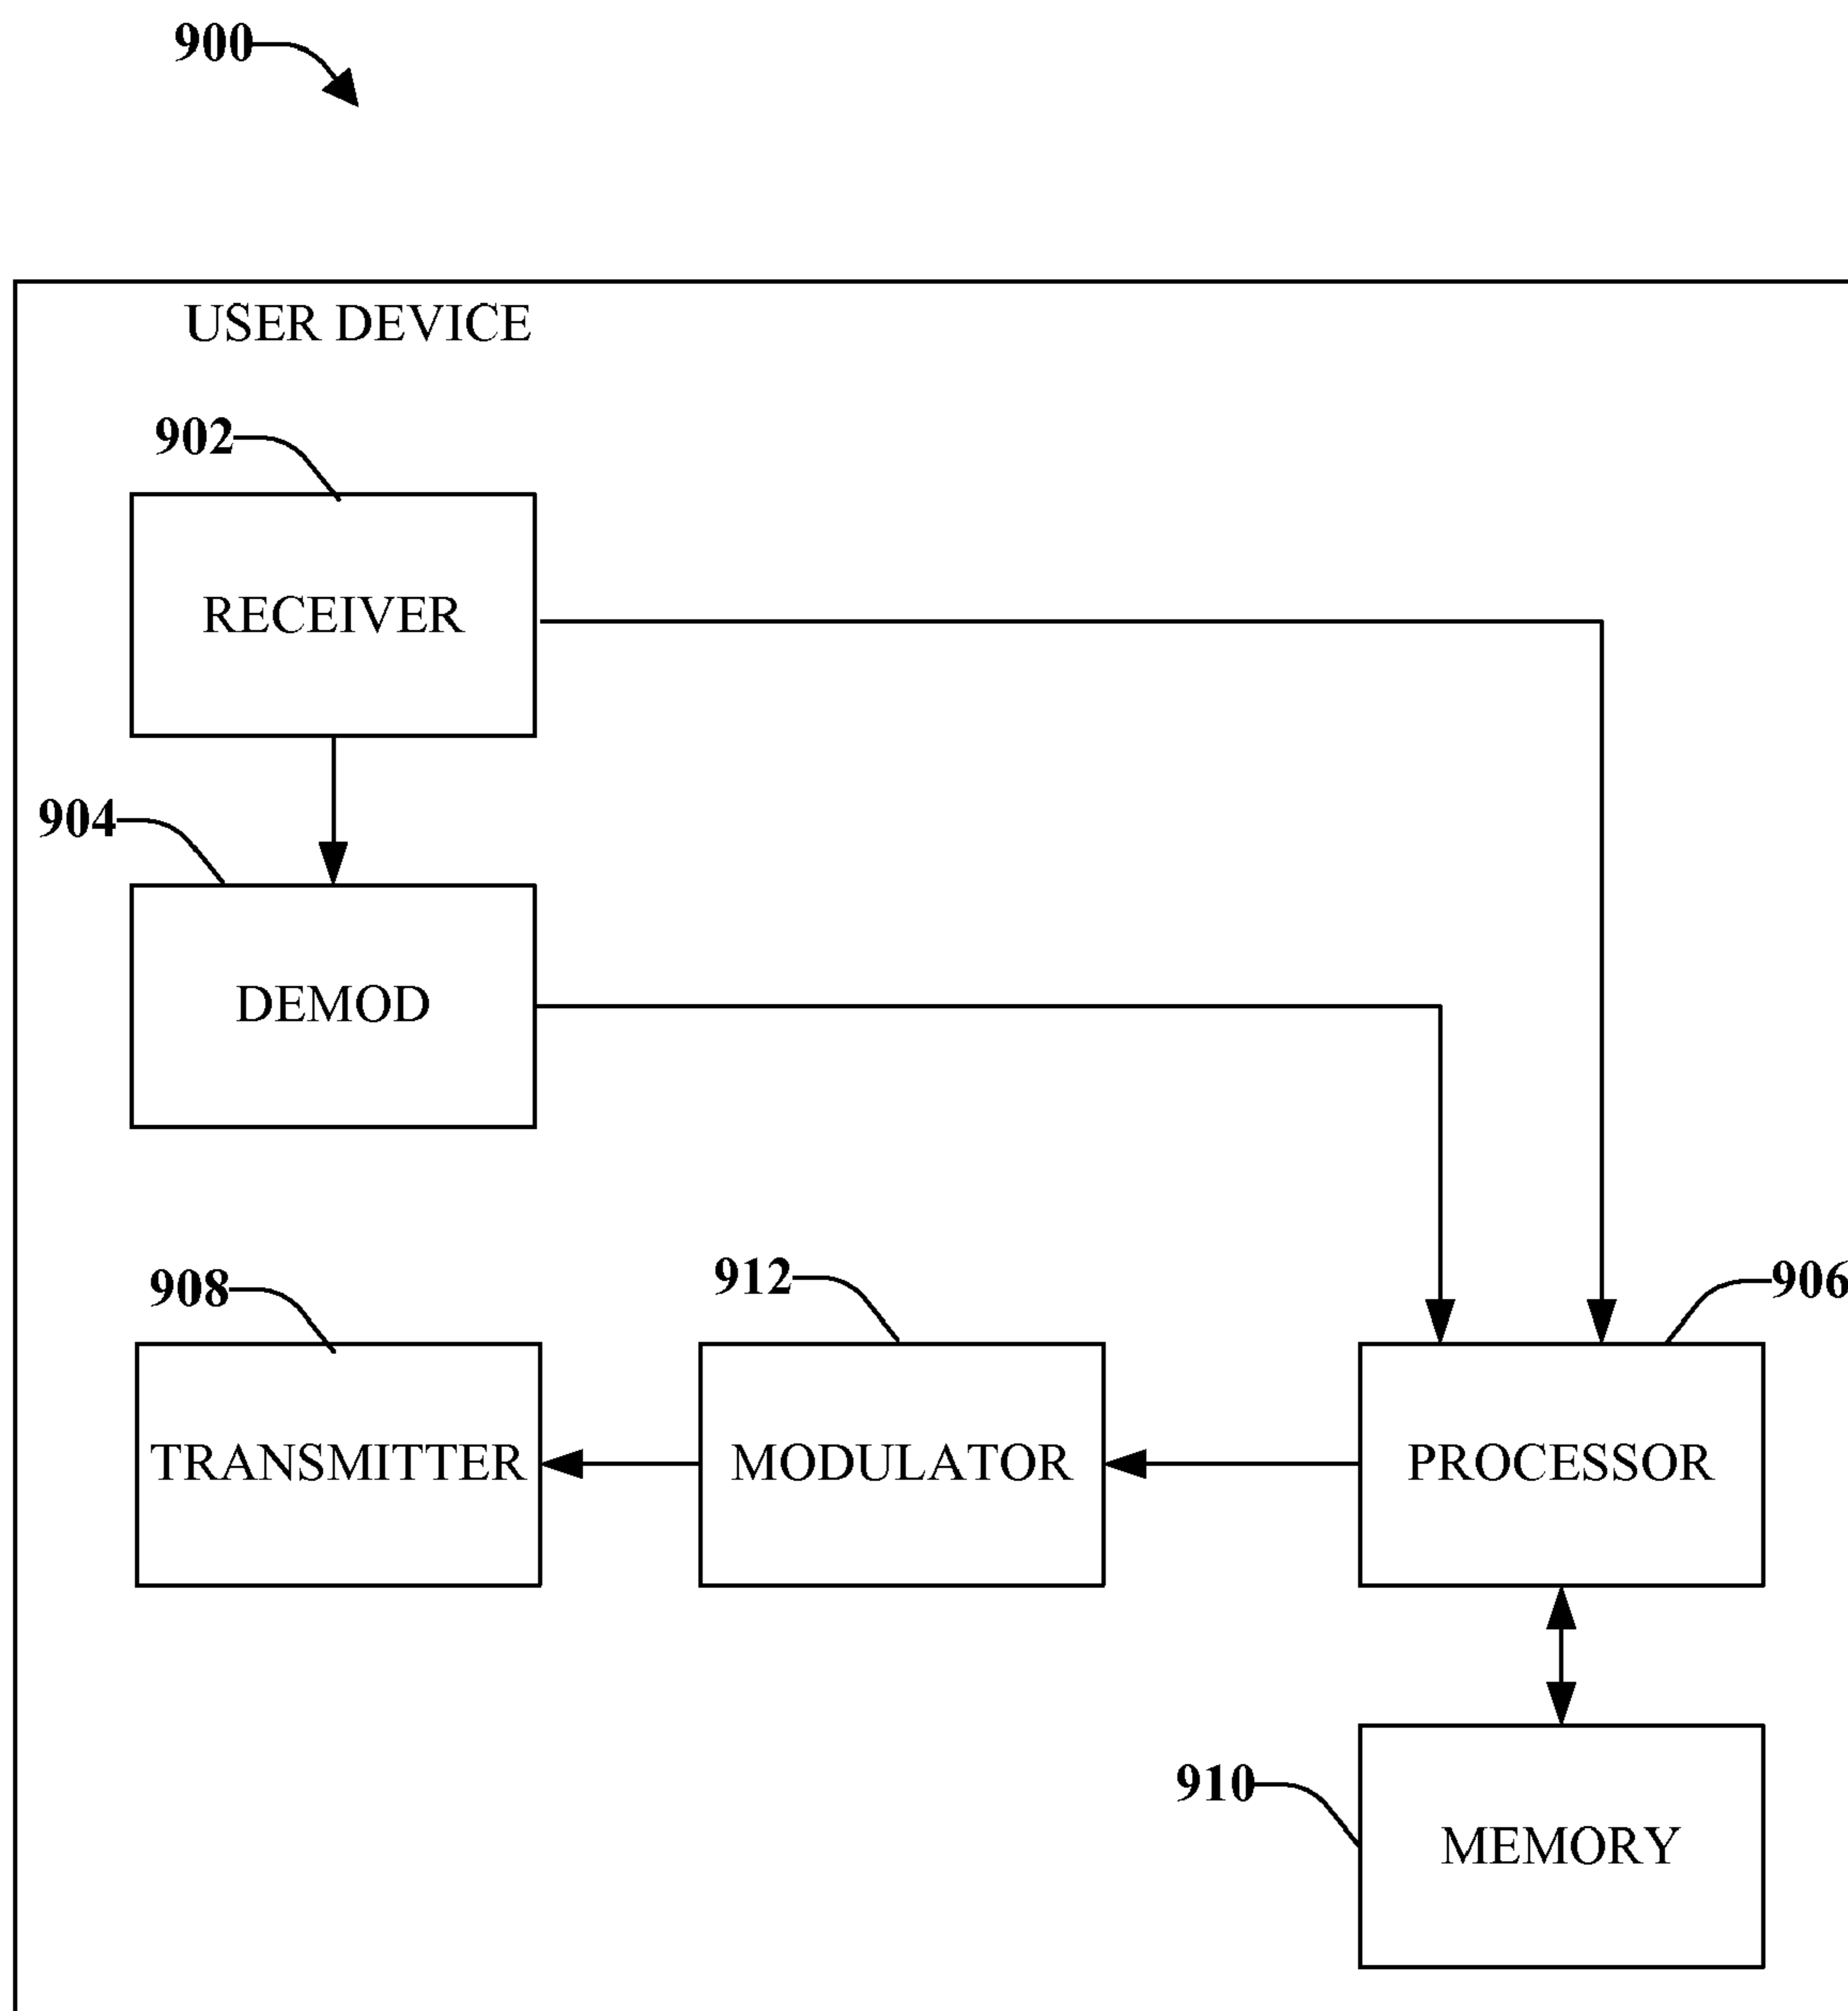 900
USER DEVICE
902
RECEIVER
904
DEMOD
908
912
906
TRANSMITTER
MODULATOR
PROCESSOR
910
MEMORY